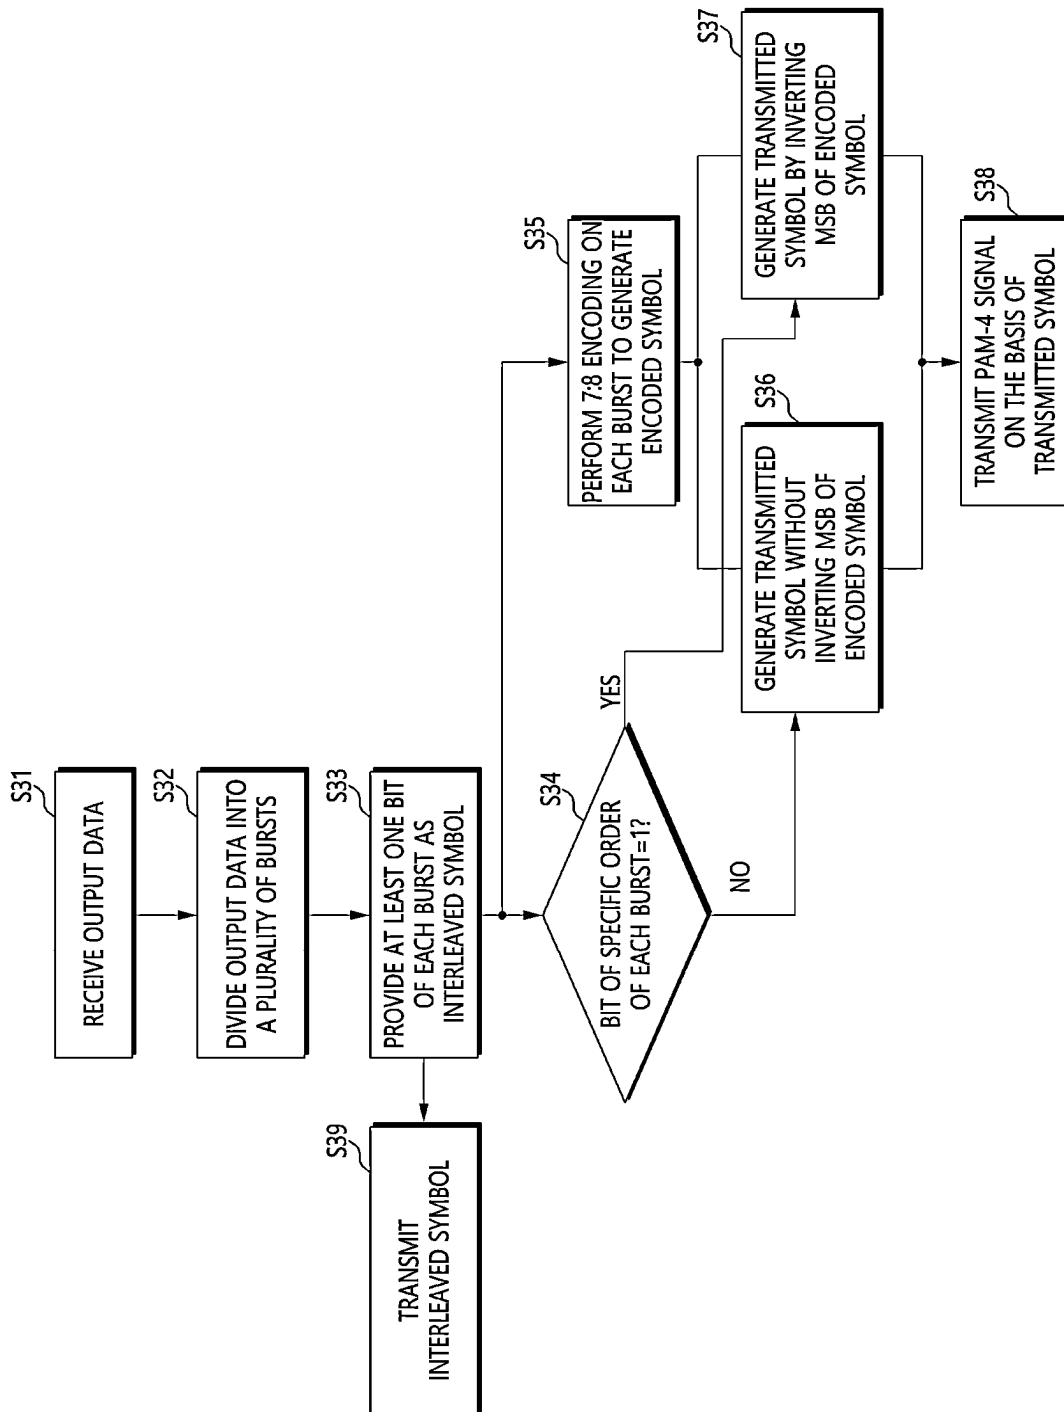 S31
RECEIVE OUTPUT DATA
S32
DIVIDE OUTPUT DATA INTO
A PLURALITY OF BURSTS
S33
PROVIDE AT LEAST ONE BIT
OF EACH BURST AS
INTERLEAVED SYMBOL
S39
TRANSMIT
INTERLEAVED SYMBOL
S34
BIT OF SPECIFIC ORDER
OF EACH BURST=1?
YES
NO
S35
PERFORM 7:8 ENCODING ON
EACH BURST TO GENERATE
ENCODED SYMBOL
S36
GENERATE TRANSMITTED
SYMBOL WITHOUT
INVERTING MSB OF
ENCODED SYMBOL
S37
GENERATE TRANSMITTED
SYMBOL BY INVERTING
MSB OF ENCODED
SYMBOL
S38
TRANSMIT PAM-4 SIGNAL
ON THE BASIS OF
TRANSMITTED SYMBOL